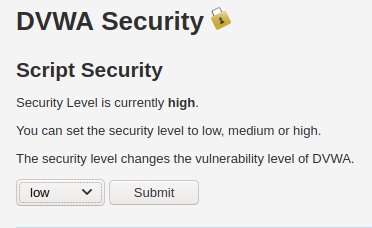 DVWA Security
Script Security
Security Level is currently high.
You can set the security level to low, medium or high.
The security level changes the vulnerability level of DVWA.
low Submit